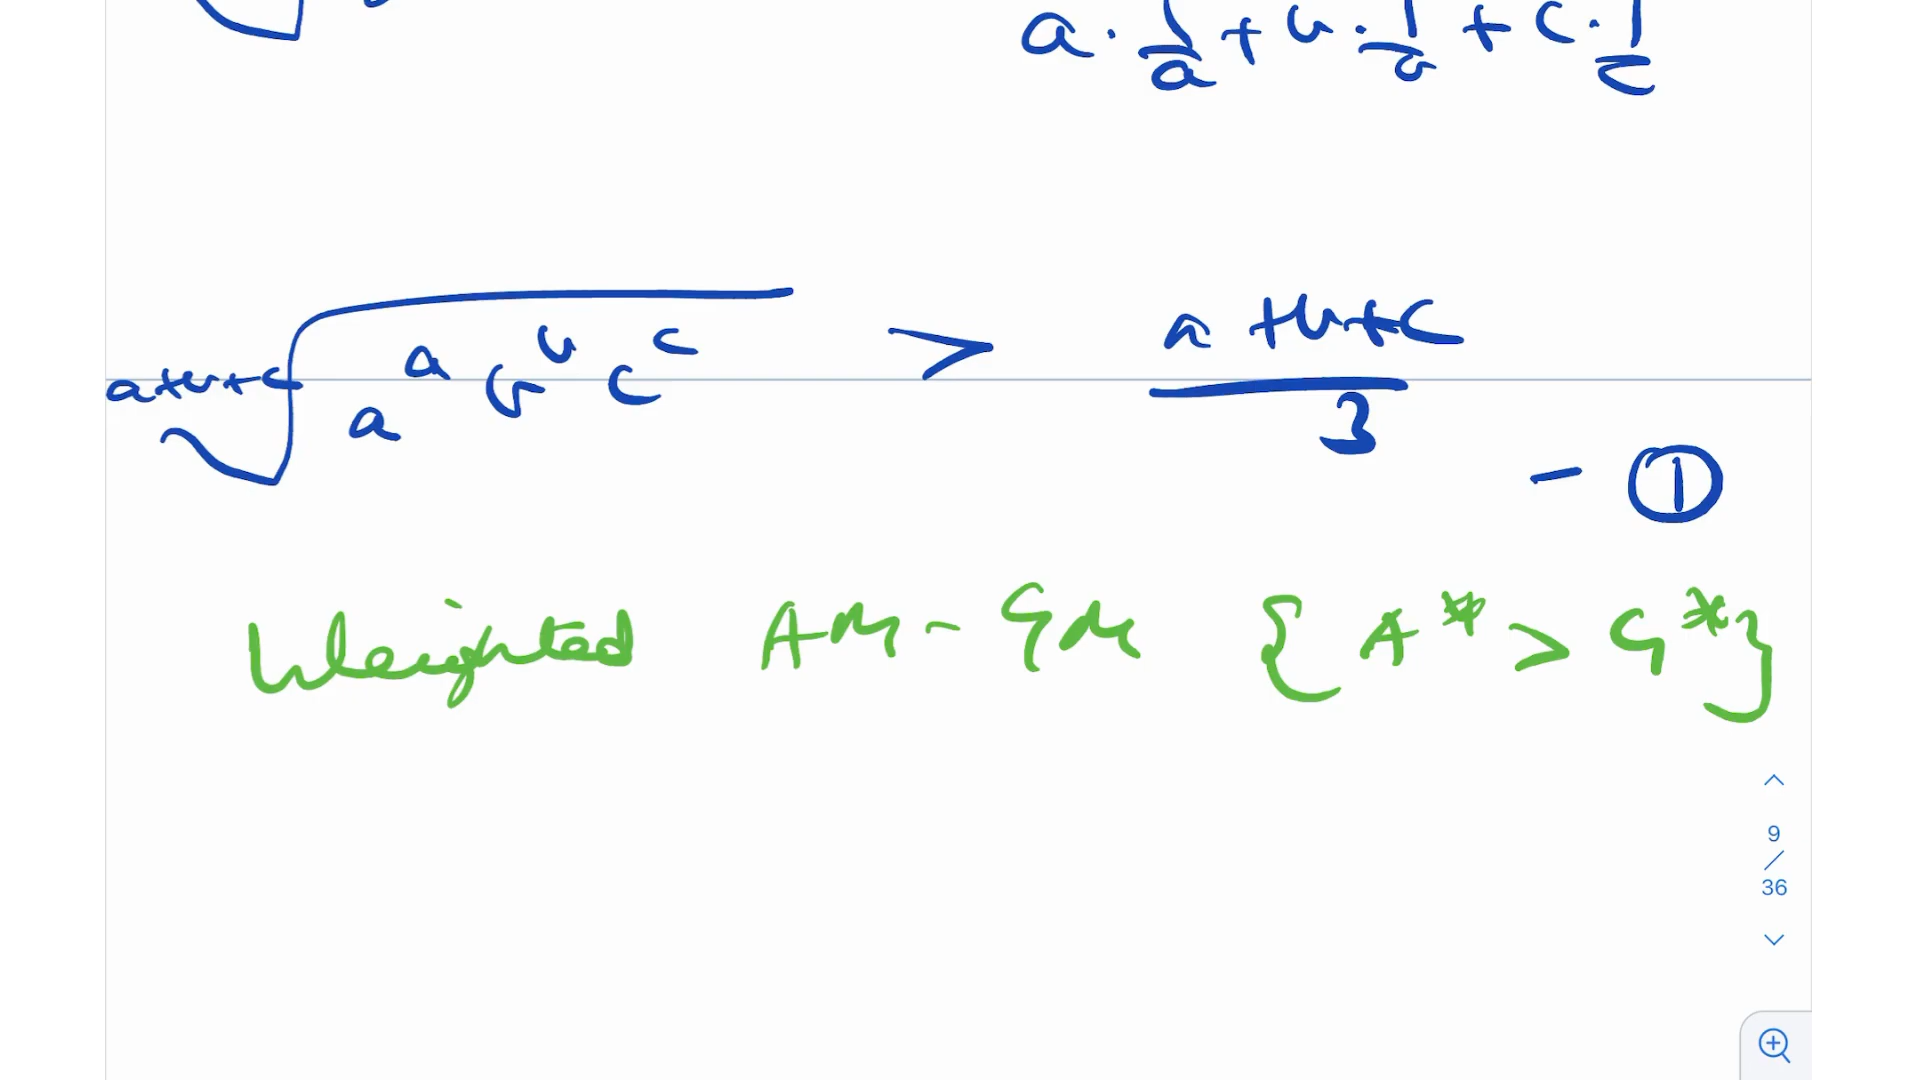 a · 1/a + b · 1/b + c · 1/c
a+b+c√(a^a b^b c^c) > (a+b+c)/3
- ①
Weighted AM - GM { A* > G* }
9
/
36